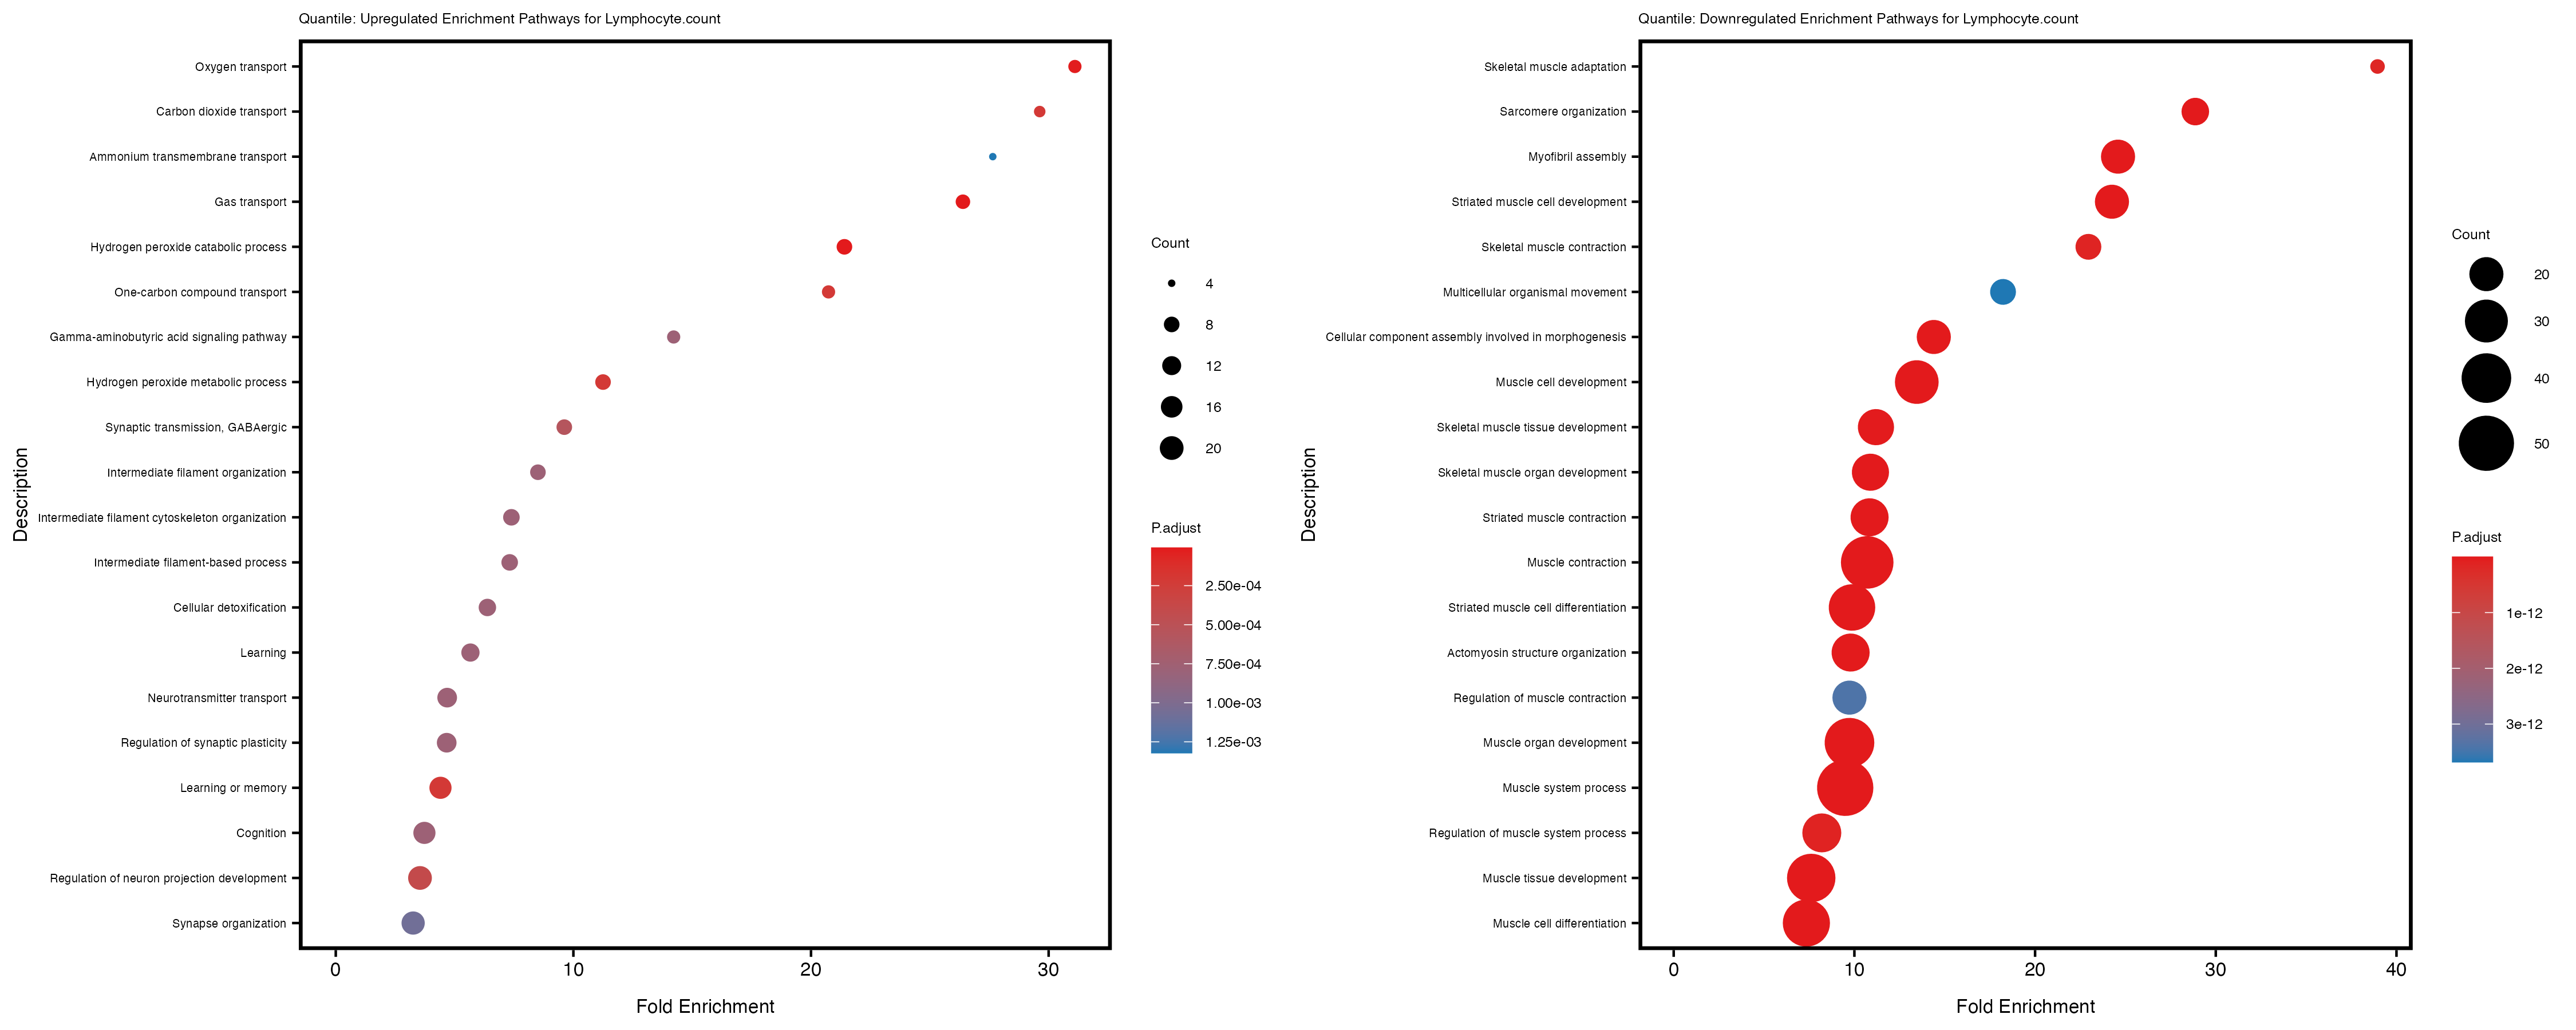 Quantile: Upregulated Enrichment Pathways for Lymphocyte.count
Description
Oxygen transport
Carbon dioxide transport
Ammonium transmembrane transport
Gas transport
Hydrogen peroxide catabolic process
One-carbon compound transport
Gamma-aminobutyric acid signaling pathway
Hydrogen peroxide metabolic process
Synaptic transmission, GABAergic
Intermediate filament organization
Intermediate filament cytoskeleton organization
Intermediate filament-based process
Cellular detoxification
Learning
Neurotransmitter transport
Regulation of synaptic plasticity
Learning or memory
Cognition
Regulation of neuron projection development
Synapse organization
0 10 20 30
Fold Enrichment
Count
4
8
12
16
20
P.adjust
2.50e-04
5.00e-04
7.50e-04
1.00e-03
1.25e-03
Quantile: Downregulated Enrichment Pathways for Lymphocyte.count
Description
Skeletal muscle adaptation
Sarcomere organization
Myofibril assembly
Striated muscle cell development
Skeletal muscle contraction
Multicellular organismal movement
Cellular component assembly involved in morphogenesis
Muscle cell development
Skeletal muscle tissue development
Skeletal muscle organ development
Striated muscle contraction
Muscle contraction
Striated muscle cell differentiation
Actomyosin structure organization
Regulation of muscle contraction
Muscle organ development
Muscle system process
Regulation of muscle system process
Muscle tissue development
Muscle cell differentiation
0 10 20 30 40
Fold Enrichment
Count
20
30
40
50
P.adjust
1e-12
2e-12
3e-12